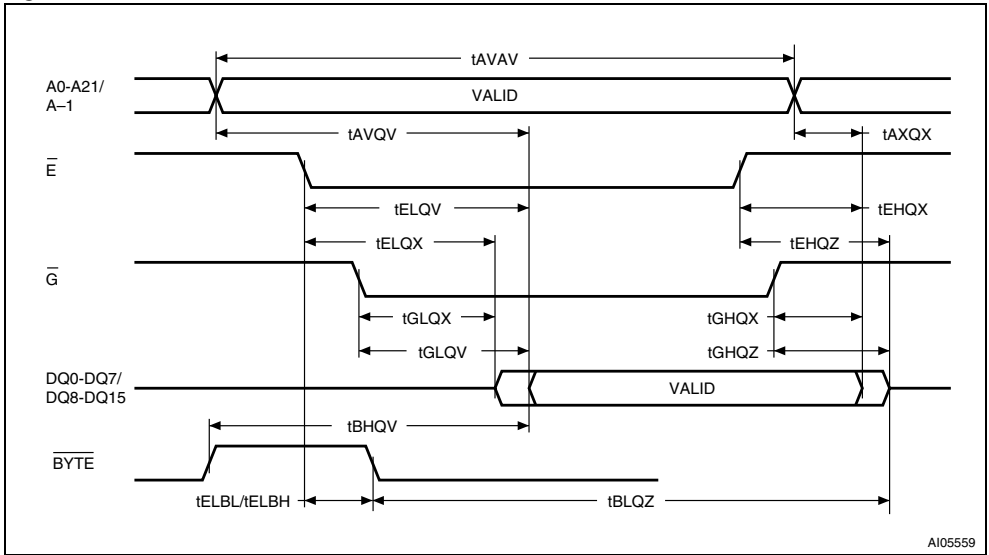 tAVAV
A0-A21/
A–1
VALID
tAVQV
tAXQX
E̅
tELQV
tEHQX
tELQX
tEHQZ
G̅
tGLQX
tGHQX
tGLQV
tGHQZ
DQ0-DQ7/
DQ8-DQ15
VALID
tBHQV
B̅Y̅T̅E̅
tELBL/tELBH
tBLQZ
AI05559